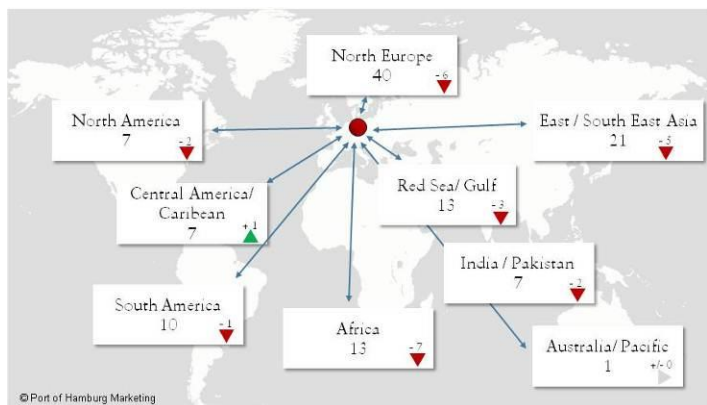 North Europe
40
- 6
North America
7
- 2
East / South East Asia
21
- 5
Central America/
Caribean
7
+ 1
Red Sea/ Gulf
13
- 3
India / Pakistan
7
- 2
South America
10
- 1
Africa
13
- 7
Australia/ Pacific
1
+/- 0
© Port of Hamburg Marketing